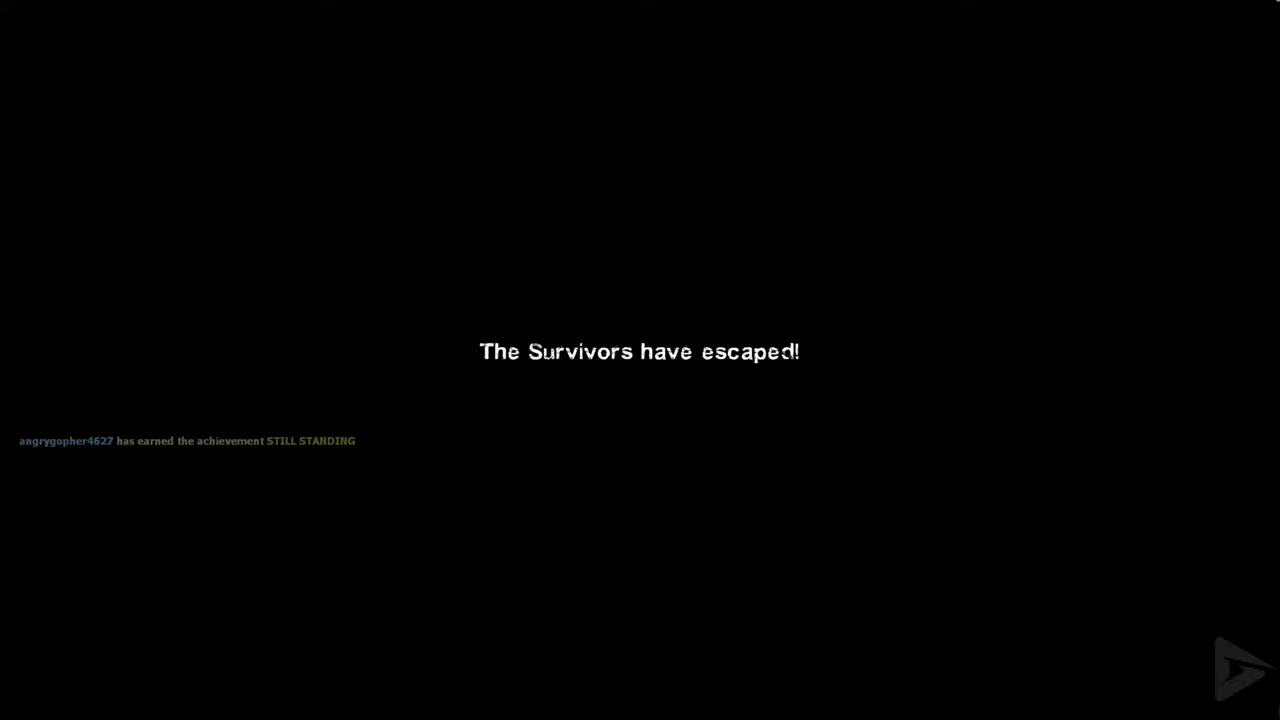 The Survivors have escaped!
angrygopher4627 has earned the achievement STILL STANDING